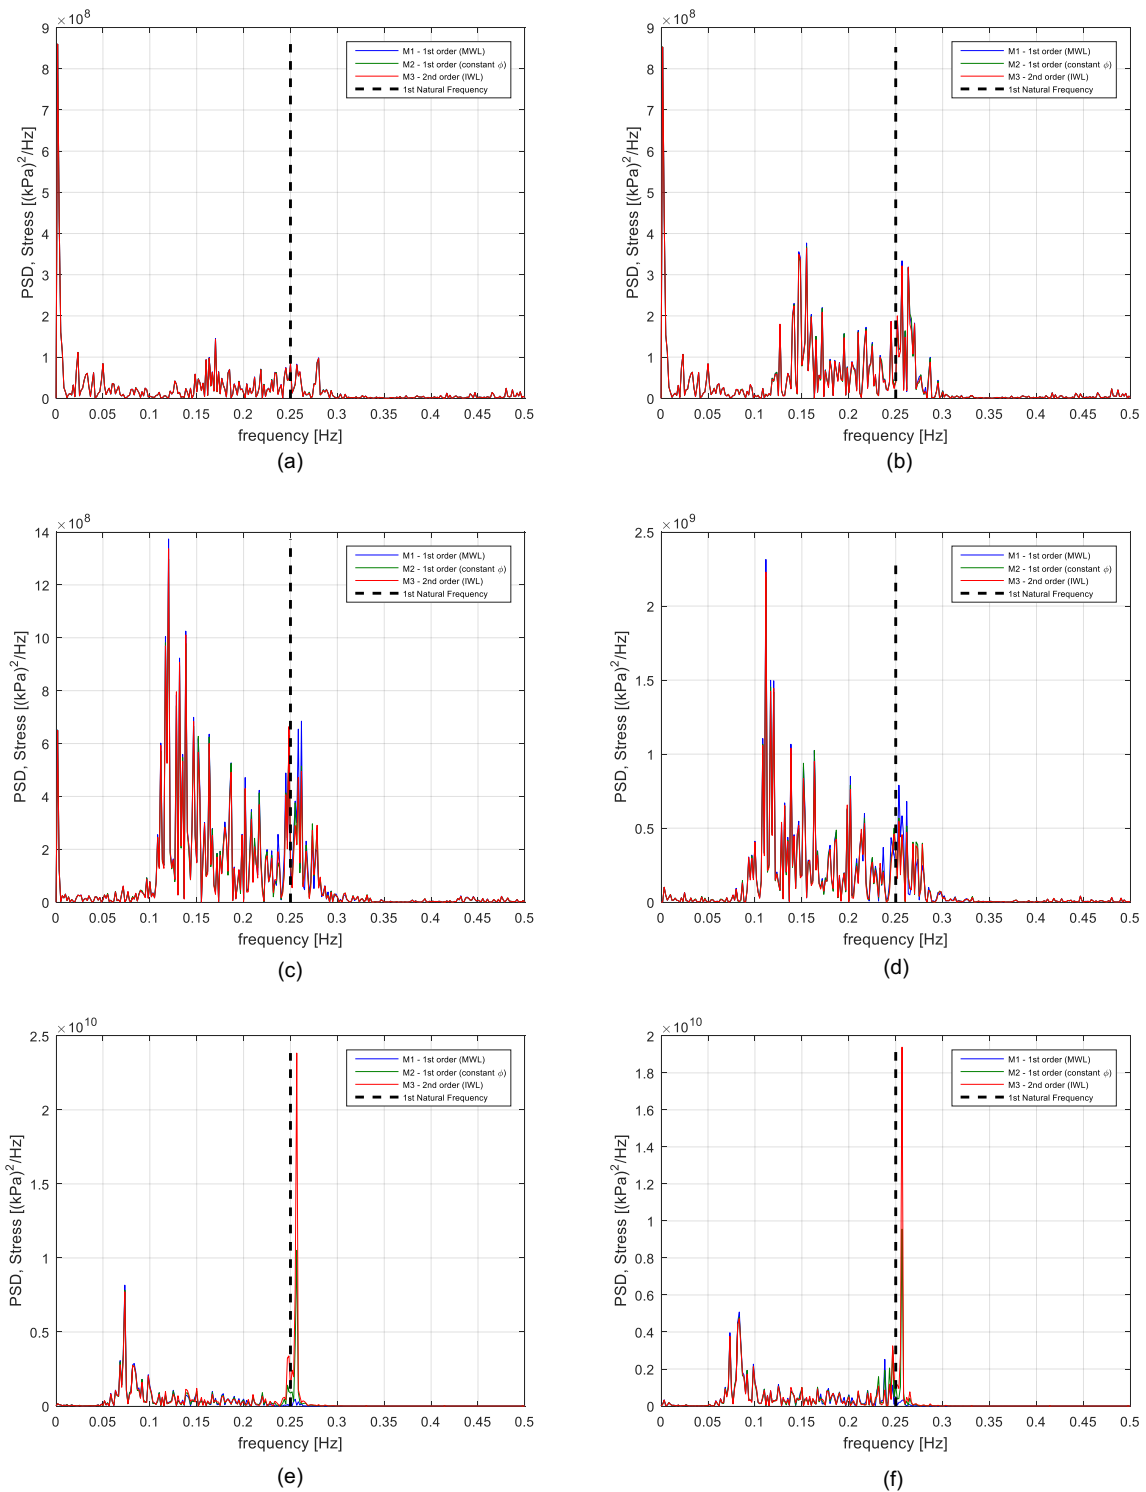 ×10^8
9
8
7
6
5
4
3
2
1
0
PSD, Stress [(kPa)^2/Hz]
M1 - 1st order (MWL)
M2 - 1st order (constant ϕ)
M3 - 2nd order (IWL)
1st Natural Frequency
0 0.05 0.1 0.15 0.2 0.25 0.3 0.35 0.4 0.45 0.5
frequency [Hz]
(a)
×10^8
9
8
7
6
5
4
3
2
1
0
PSD, Stress [(kPa)^2/Hz]
M1 - 1st order (MWL)
M2 - 1st order (constant ϕ)
M3 - 2nd order (IWL)
1st Natural Frequency
0 0.05 0.1 0.15 0.2 0.25 0.3 0.35 0.4 0.45 0.5
frequency [Hz]
(b)
×10^8
14
12
10
8
6
4
2
0
PSD, Stress [(kPa)^2/Hz]
M1 - 1st order (MWL)
M2 - 1st order (constant ϕ)
M3 - 2nd order (IWL)
1st Natural Frequency
0 0.05 0.1 0.15 0.2 0.25 0.3 0.35 0.4 0.45 0.5
frequency [Hz]
(c)
×10^9
2.5
2
1.5
1
0.5
0
PSD, Stress [(kPa)^2/Hz]
M1 - 1st order (MWL)
M2 - 1st order (constant ϕ)
M3 - 2nd order (IWL)
1st Natural Frequency
0 0.05 0.1 0.15 0.2 0.25 0.3 0.35 0.4 0.45 0.5
frequency [Hz]
(d)
×10^10
2.5
2
1.5
1
0.5
0
PSD, Stress [(kPa)^2/Hz]
M1 - 1st order (MWL)
M2 - 1st order (constant ϕ)
M3 - 2nd order (IWL)
1st Natural Frequency
0 0.05 0.1 0.15 0.2 0.25 0.3 0.35 0.4 0.45 0.5
frequency [Hz]
(e)
×10^10
2
1.8
1.6
1.4
1.2
1
0.8
0.6
0.4
0.2
0
PSD, Stress [(kPa)^2/Hz]
M1 - 1st order (MWL)
M2 - 1st order (constant ϕ)
M3 - 2nd order (IWL)
1st Natural Frequency
0 0.05 0.1 0.15 0.2 0.25 0.3 0.35 0.4 0.45 0.5
frequency [Hz]
(f)